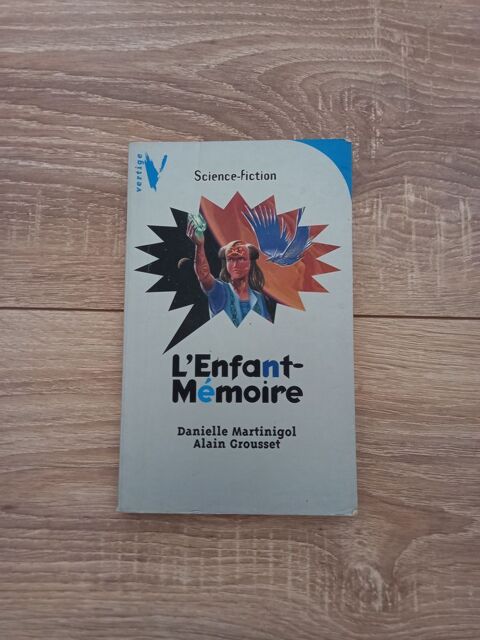 vertige
Science-fiction
L'Enfant-
Mémoire
Danielle Martinigol
Alain Grousset